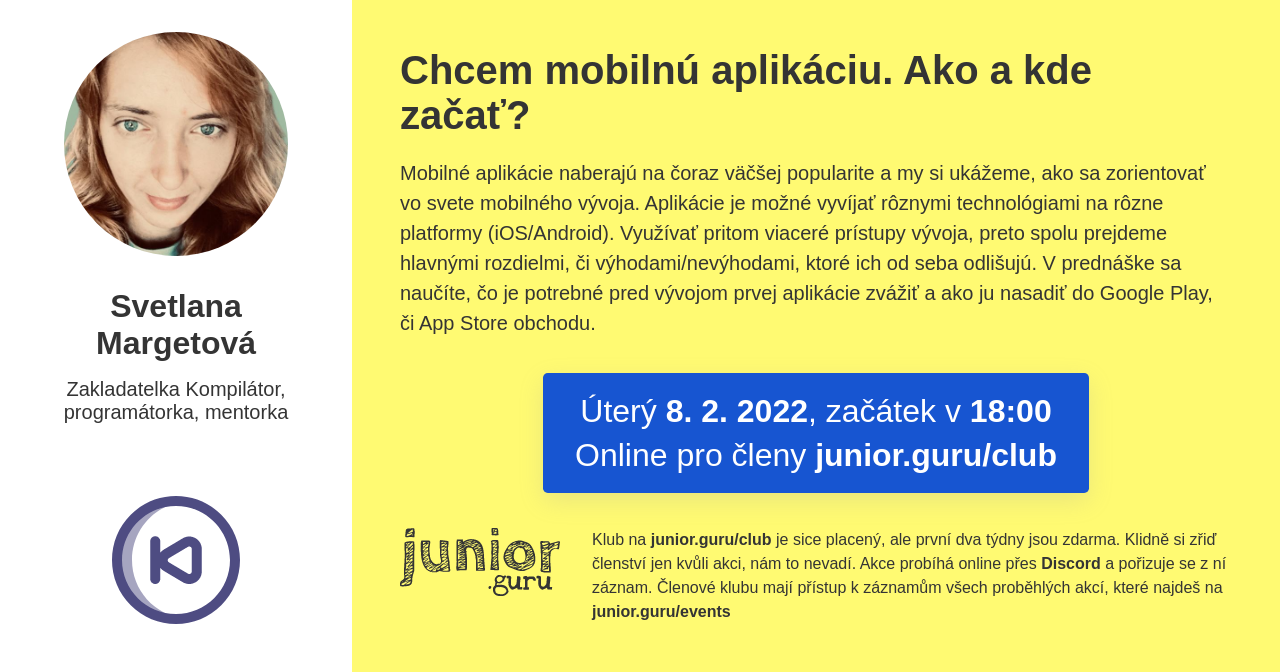 Svetlana
Margetová
Zakladatelka Kompilátor,
programátorka, mentorka
Chcem mobilnú aplikáciu. Ako a kde
začať?
Mobilné aplikácie naberajú na čoraz väčšej popularite a my si ukážeme, ako sa zorientovať
vo svete mobilného vývoja. Aplikácie je možné vyvíjať rôznymi technológiami na rôzne
platformy (iOS/Android). Využívať pritom viaceré prístupy vývoja, preto spolu prejdeme
hlavnými rozdielmi, či výhodami/nevýhodami, ktoré ich od seba odlišujú. V prednáške sa
naučíte, čo je potrebné pred vývojom prvej aplikácie zvážiť a ako ju nasadiť do Google Play,
či App Store obchodu.
Úterý 8. 2. 2022, začátek v 18:00
Online pro členy junior.guru/club
junior
.guru
Klub na junior.guru/club je sice placený, ale první dva týdny jsou zdarma. Klidně si zřiď
členství jen kvůli akci, nám to nevadí. Akce probíhá online přes Discord a pořizuje se z ní
záznam. Členové klubu mají přístup k záznamům všech proběhlých akcí, které najdeš na
junior.guru/events